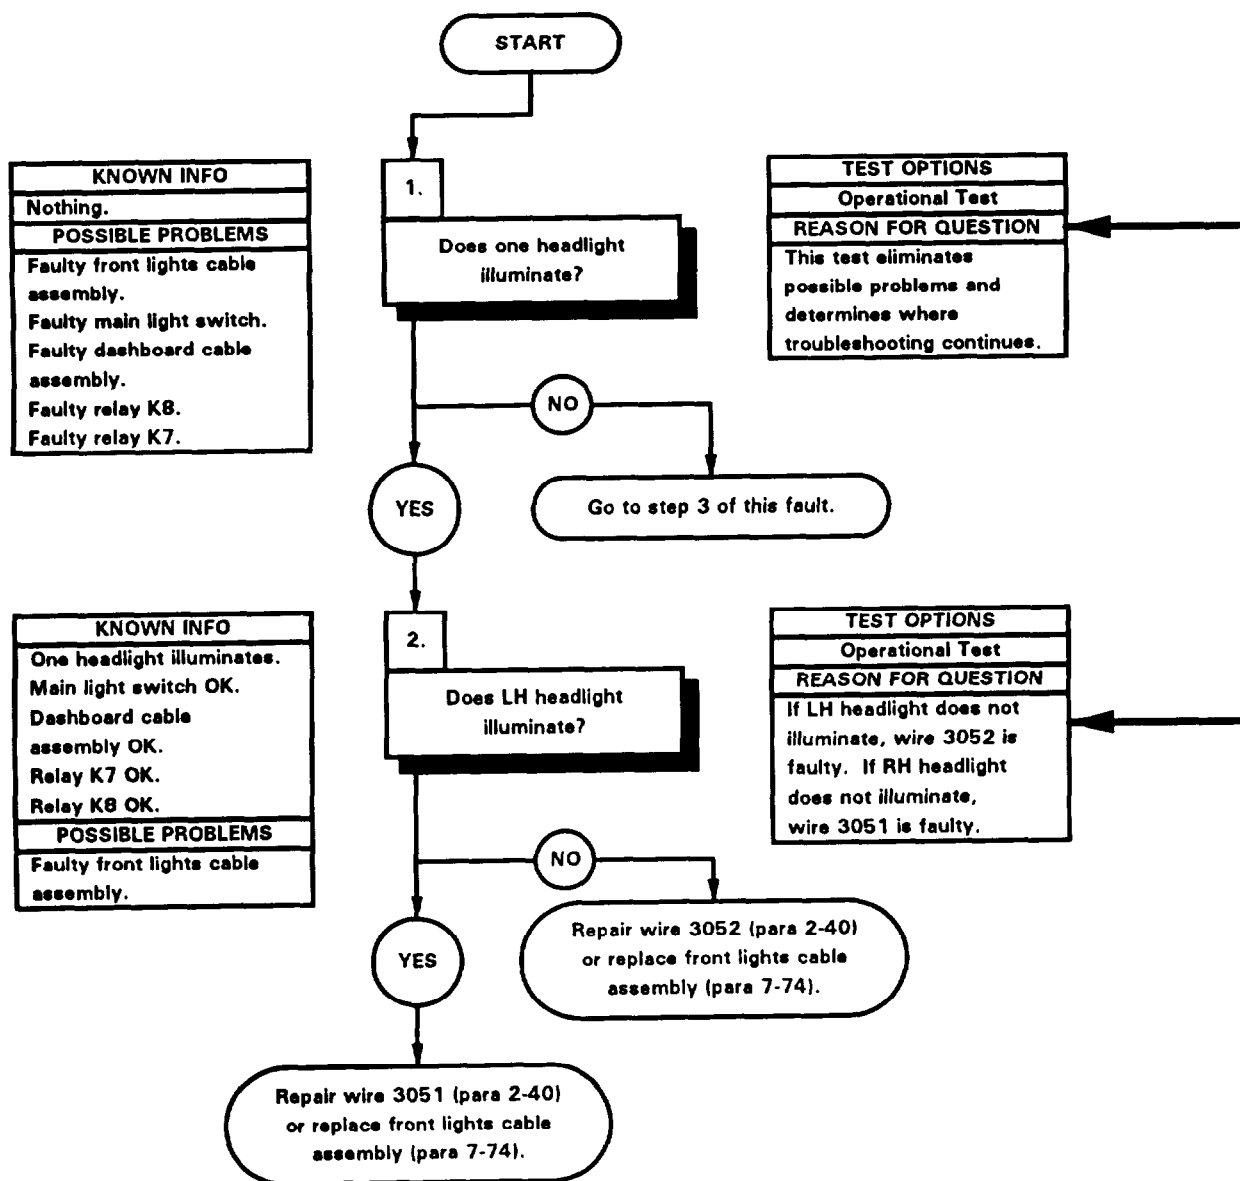 START
KNOWN INFO
Nothing.
POSSIBLE PROBLEMS
Faulty front lights cable
assembly.
Faulty main light switch.
Faulty dashboard cable
assembly.
Faulty relay K8.
Faulty relay K7.
1.
Does one headlight
illuminate?
TEST OPTIONS
Operational Test
REASON FOR QUESTION
This test eliminates
possible problems and
determines where
troubleshooting continues.
NO
YES
Go to step 3 of this fault.
KNOWN INFO
One headlight illuminates.
Main light switch OK.
Dashboard cable
assembly OK.
Relay K7 OK.
Relay K8 OK.
POSSIBLE PROBLEMS
Faulty front lights cable
assembly.
2.
Does LH headlight
illuminate?
TEST OPTIONS
Operational Test
REASON FOR QUESTION
If LH headlight does not
illuminate, wire 3052 is
faulty. If RH headlight
does not illuminate,
wire 3051 is faulty.
NO
YES
Repair wire 3052 (para 2-40)
or replace front lights cable
assembly (para 7-74).
Repair wire 3051 (para 2-40)
or replace front lights cable
assembly (para 7-74).